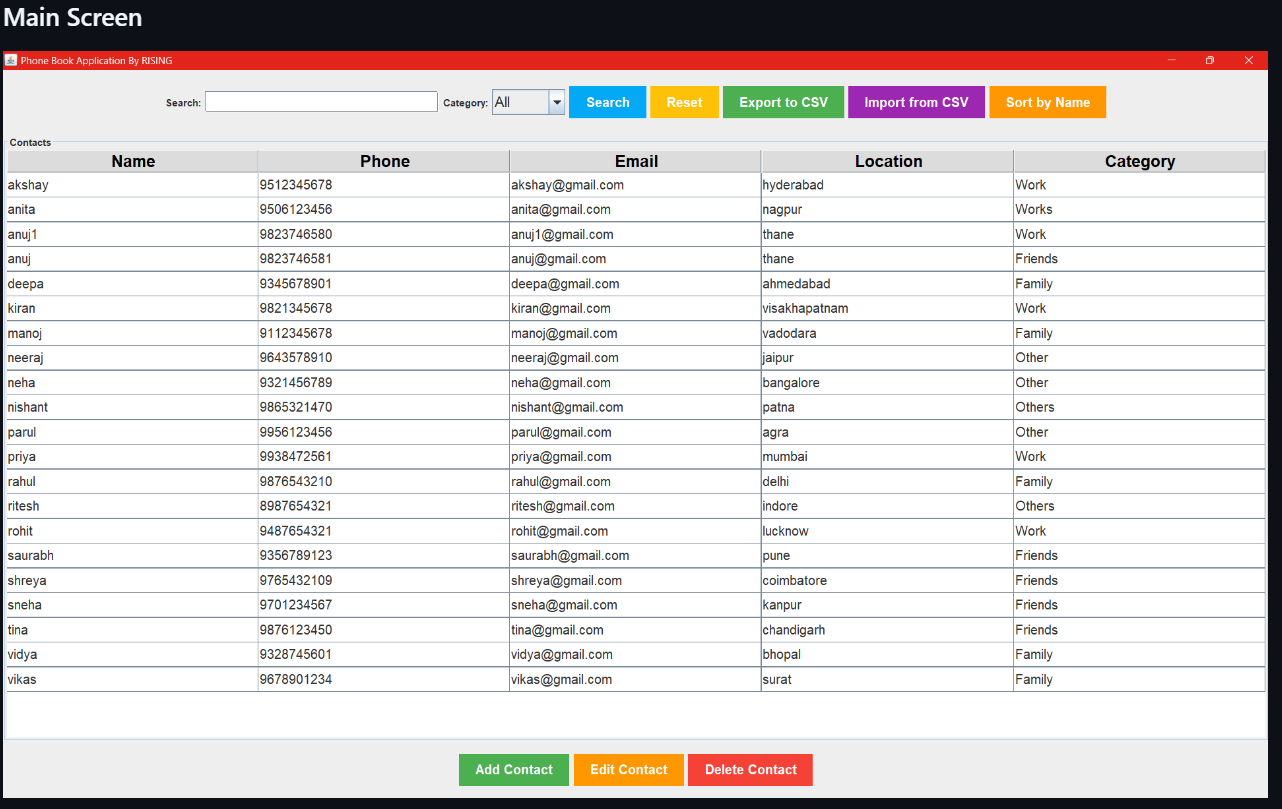 Main Screen
Phone Book Application By RISING
Search: Category: All Search Reset Export to CSV Import from CSV Sort by Name
Contacts
Name Phone Email Location Category
akshay 9512345678 akshay@gmail.com hyderabad Work
anita 9506123456 anita@gmail.com nagpur Works
anuj1 9823746580 anuj1@gmail.com thane Work
anuj 9823746581 anuj@gmail.com thane Friends
deepa 9345678901 deepa@gmail.com ahmedabad Family
kiran 9821345678 kiran@gmail.com visakhapatnam Work
manoj 9112345678 manoj@gmail.com vadodara Family
neeraj 9643578910 neeraj@gmail.com jaipur Other
neha 9321456789 neha@gmail.com bangalore Other
nishant 9865321470 nishant@gmail.com patna Others
parul 9956123456 parul@gmail.com agra Other
priya 9938472561 priya@gmail.com mumbai Work
rahul 9876543210 rahul@gmail.com delhi Family
ritesh 8987654321 ritesh@gmail.com indore Others
rohit 9487654321 rohit@gmail.com lucknow Work
saurabh 9356789123 saurabh@gmail.com pune Friends
shreya 9765432109 shreya@gmail.com coimbatore Friends
sneha 9701234567 sneha@gmail.com kanpur Friends
tina 9876123450 tina@gmail.com chandigarh Friends
vidya 9328745601 vidya@gmail.com bhopal Family
vikas 9678901234 vikas@gmail.com surat Family
Add Contact Edit Contact Delete Contact